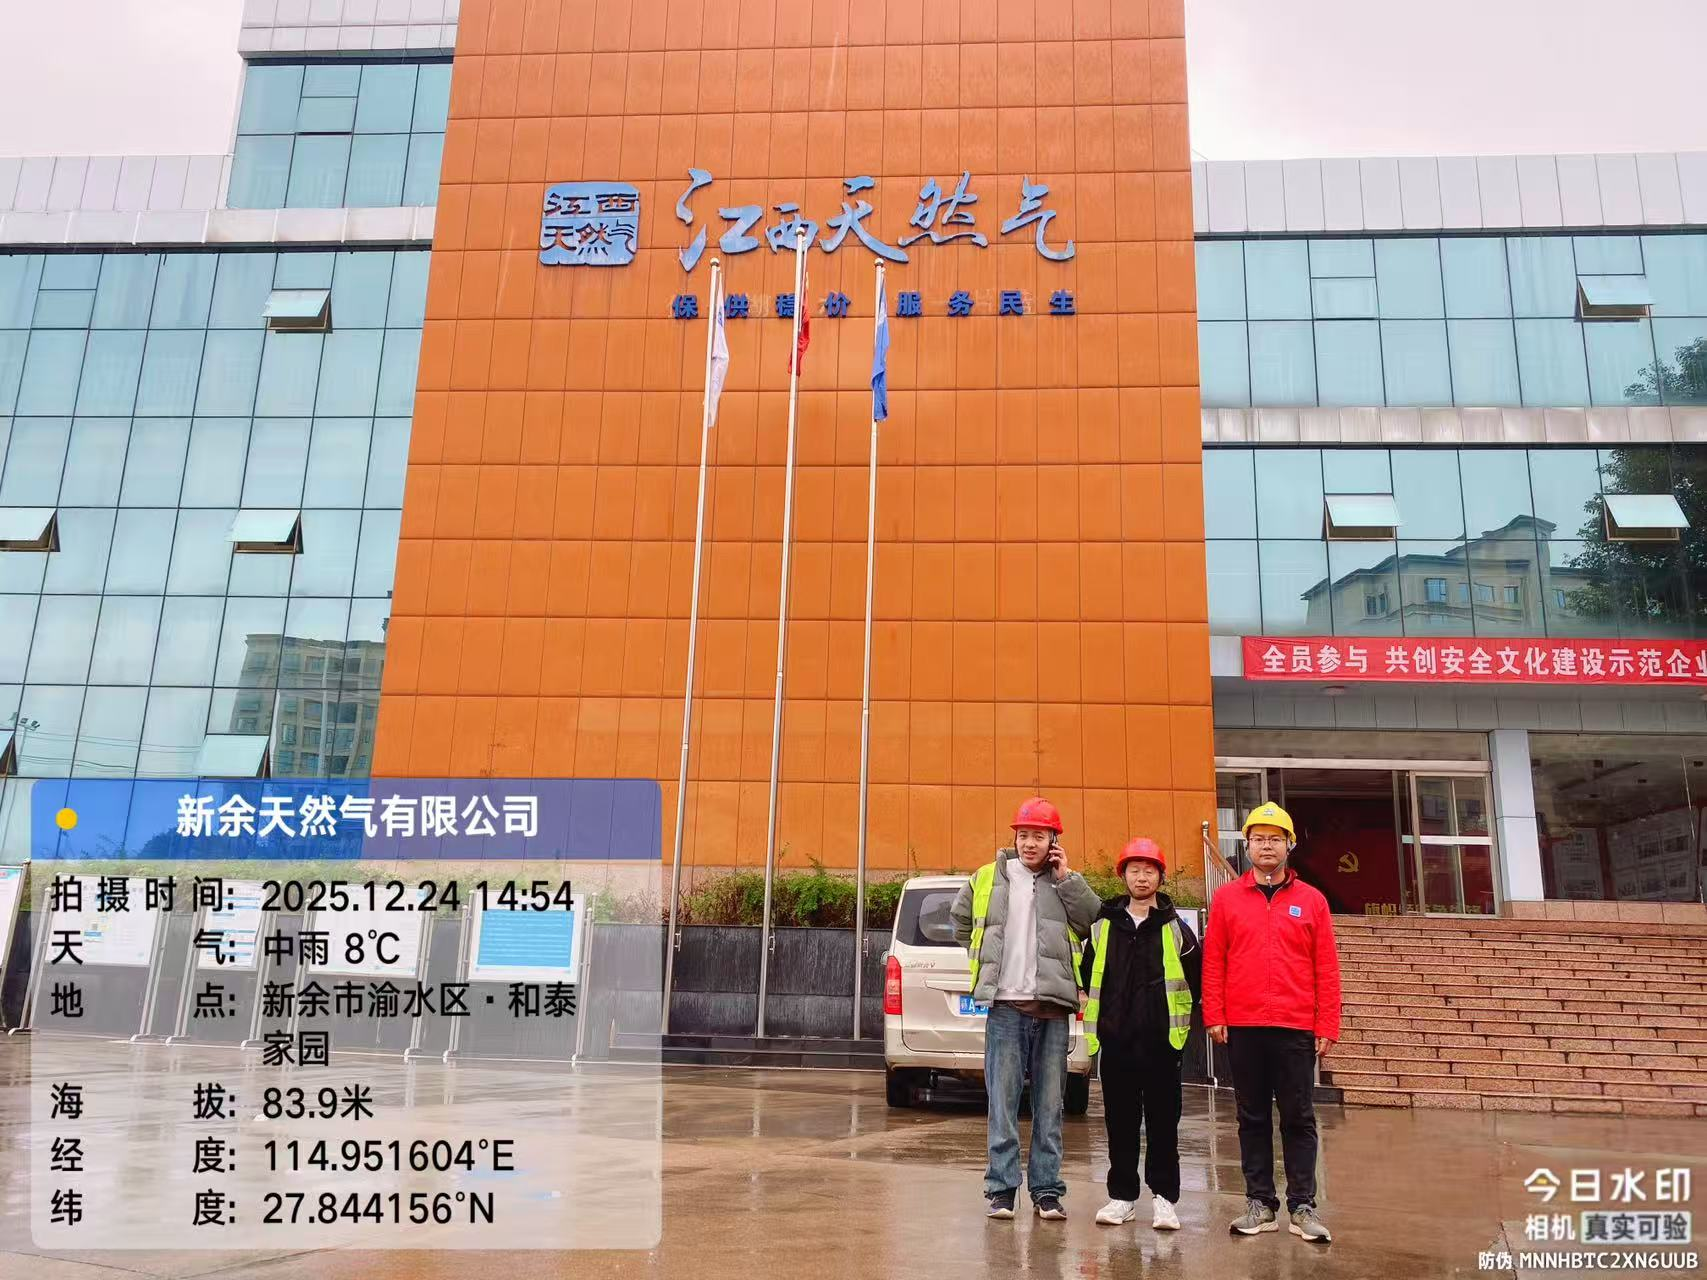 江西
天然气
江西天然气
保供稳价 服务民生
全员参与 共创安全文化建设示范企业
新余天然气有限公司
拍摄时间: 2025.12.24 14:54
天气: 中雨 8℃
地点: 新余市渝水区·和泰
家园
海拔: 83.9米
经度: 114.951604°E
纬度: 27.844156°N
今日水印
相机 真实可验
防伪 MNNHBTC2XN6UUB